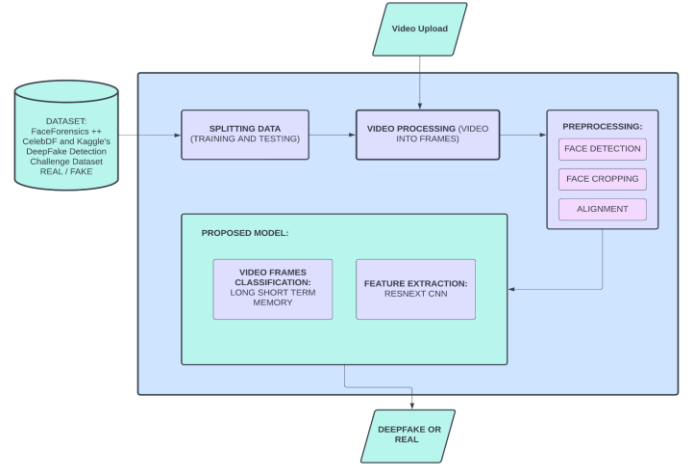 Video Upload
DATASET:
FaceForensics ++
CelebDF and Kaggle's
DeepFake Detection
Challenge Dataset
REAL / FAKE
SPLITTING DATA
(TRAINING AND TESTING)
VIDEO PROCESSING (VIDEO
INTO FRAMES)
PREPROCESSING:
FACE DETECTION
FACE CROPPING
ALIGNMENT
PROPOSED MODEL:
VIDEO FRAMES
CLASSIFICATION:
LONG SHORT TERM
MEMORY
FEATURE EXTRACTION:
RESNEXT CNN
DEEPFAKE OR
REAL